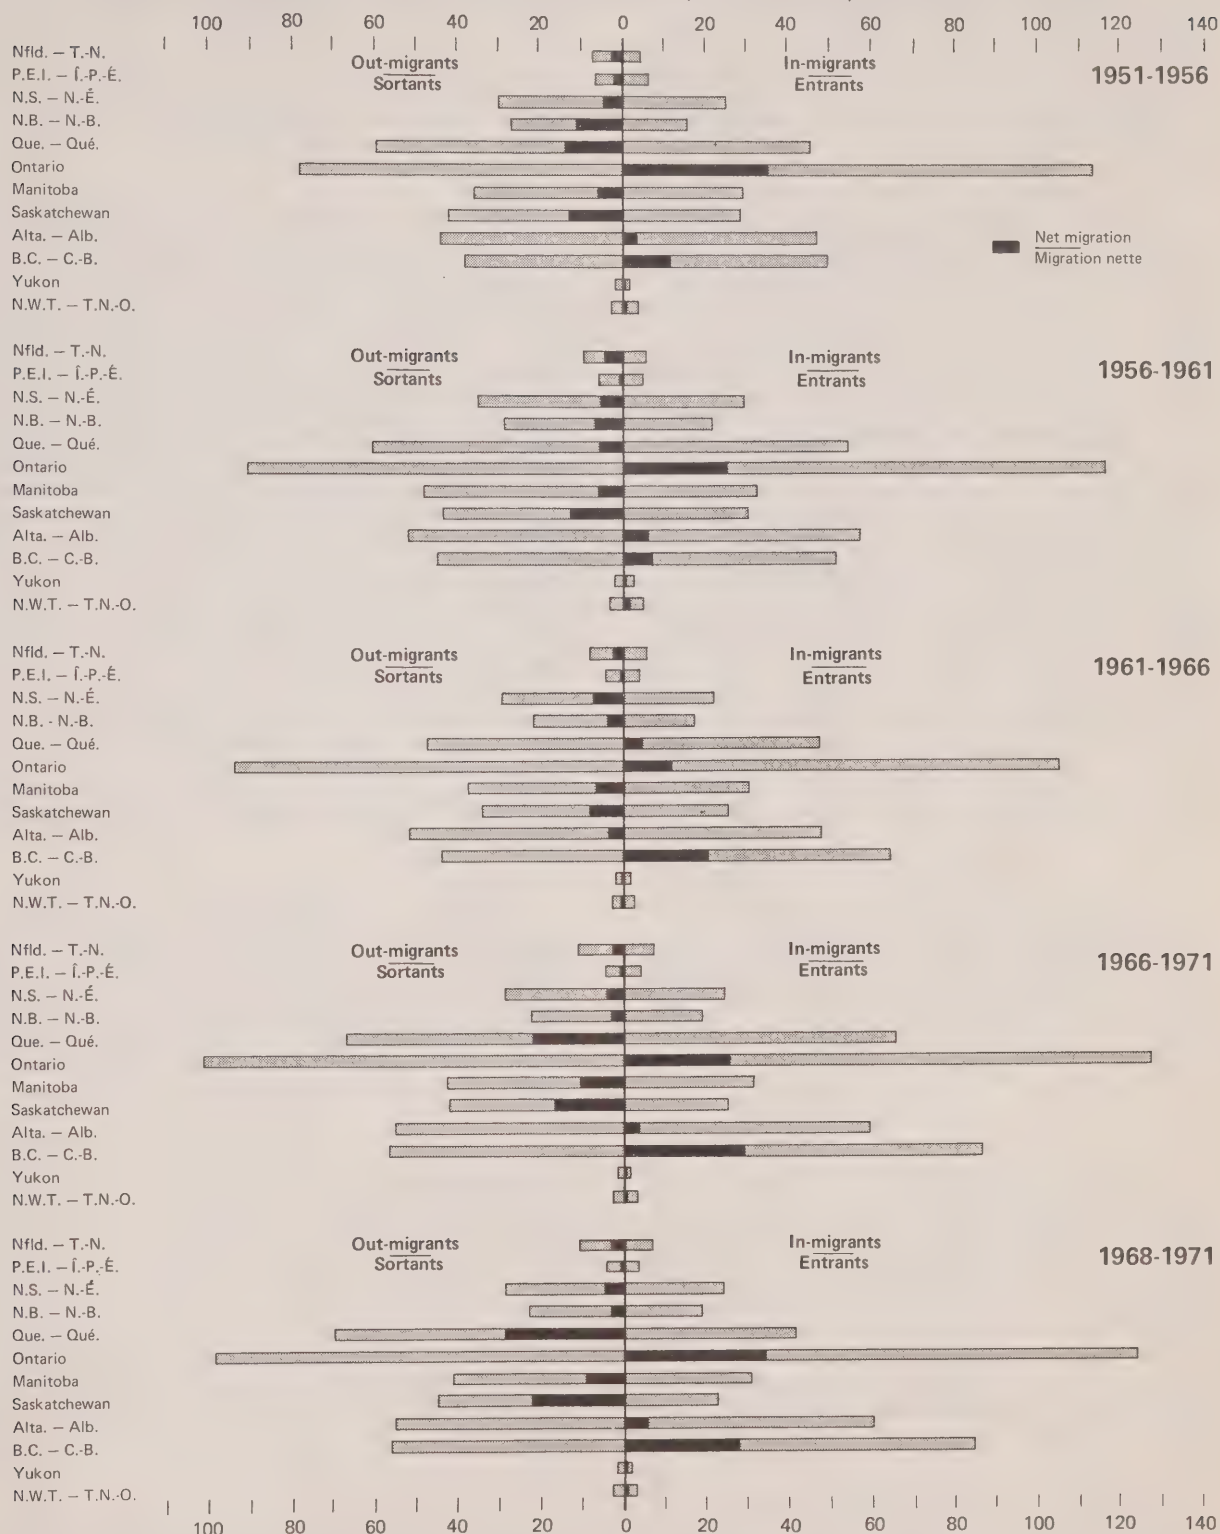 100 80 60 40 20 0 20 40 60 80 100 120 140
Nfld. — T.-N.
P.E.I. — Î.-P.-É.
N.S. — N.-É.
N.B. — N.-B.
Que. — Qué.
Ontario
Manitoba
Saskatchewan
Alta. — Alb.
B.C. — C.-B.
Yukon
N.W.T. — T.N.-O.
Out-migrants
Sortants
In-migrants
Entrants
1951-1956
Net migration
Migration nette
Nfld. — T.-N.
P.E.I. — Î.-P.-É.
N.S. — N.-É.
N.B. — N.-B.
Que. — Qué.
Ontario
Manitoba
Saskatchewan
Alta. — Alb.
B.C. — C.-B.
Yukon
N.W.T. — T.N.-O.
Out-migrants
Sortants
In-migrants
Entrants
1956-1961
Nfld. — T.-N.
P.E.I. — Î.-P.-É.
N.S. — N.-É.
N.B. - N.-B.
Que. — Qué.
Ontario
Manitoba
Saskatchewan
Alta. — Alb.
B.C. — C.-B.
Yukon
N.W.T. — T.N.-O.
Out-migrants
Sortants
In-migrants
Entrants
1961-1966
Nfld. — T.-N.
P.E.I. — Î.-P.-É.
N.S. — N.-É.
N.B. — N.-B.
Que. — Qué.
Ontario
Manitoba
Saskatchewan
Alta. — Alb.
B.C. — C.-B.
Yukon
N.W.T. — T.N.-O.
Out-migrants
Sortants
In-migrants
Entrants
1966-1971
Nfld. — T.-N.
P.E.I. — Î.-P.-É.
N.S. — N.-É.
N.B. — N.-B.
Que. — Qué.
Ontario
Manitoba
Saskatchewan
Alta. — Alb.
B.C. — C.-B.
Yukon
N.W.T. — T.N.-O.
Out-migrants
Sortants
In-migrants
Entrants
1968-1971
100 80 60 40 20 0 20 40 60 80 100 120 140